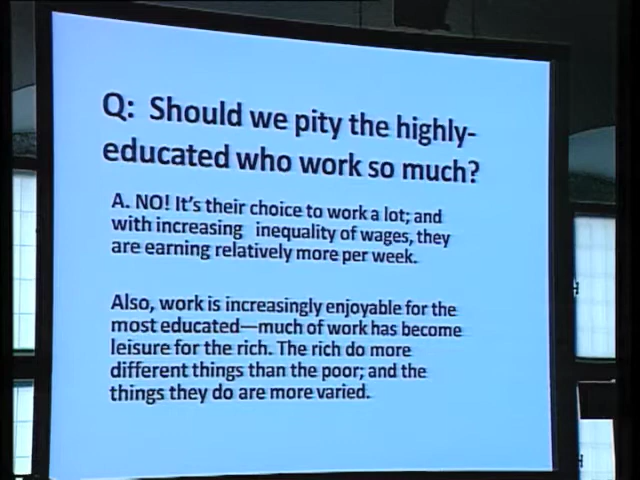 Q: Should we pity the highly-
educated who work so much?
A. NO! It's their choice to work a lot; and
with increasing inequality of wages, they
are earning relatively more per week.
Also, work is increasingly enjoyable for the
most educated—much of work has become
leisure for the rich. The rich do more
different things than the poor; and the
things they do are more varied.
H
H